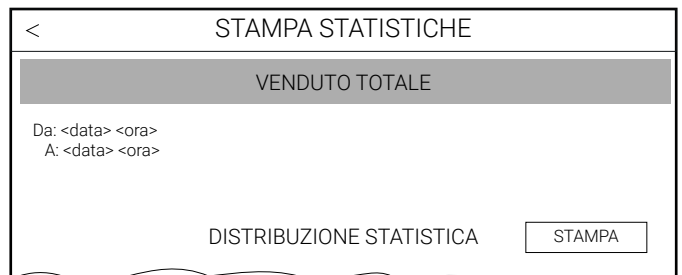 < STAMPA STATISTICHE
VENDUTO TOTALE
Da: <data> <ora>
A: <data> <ora>
DISTRIBUZIONE STATISTICA STAMPA